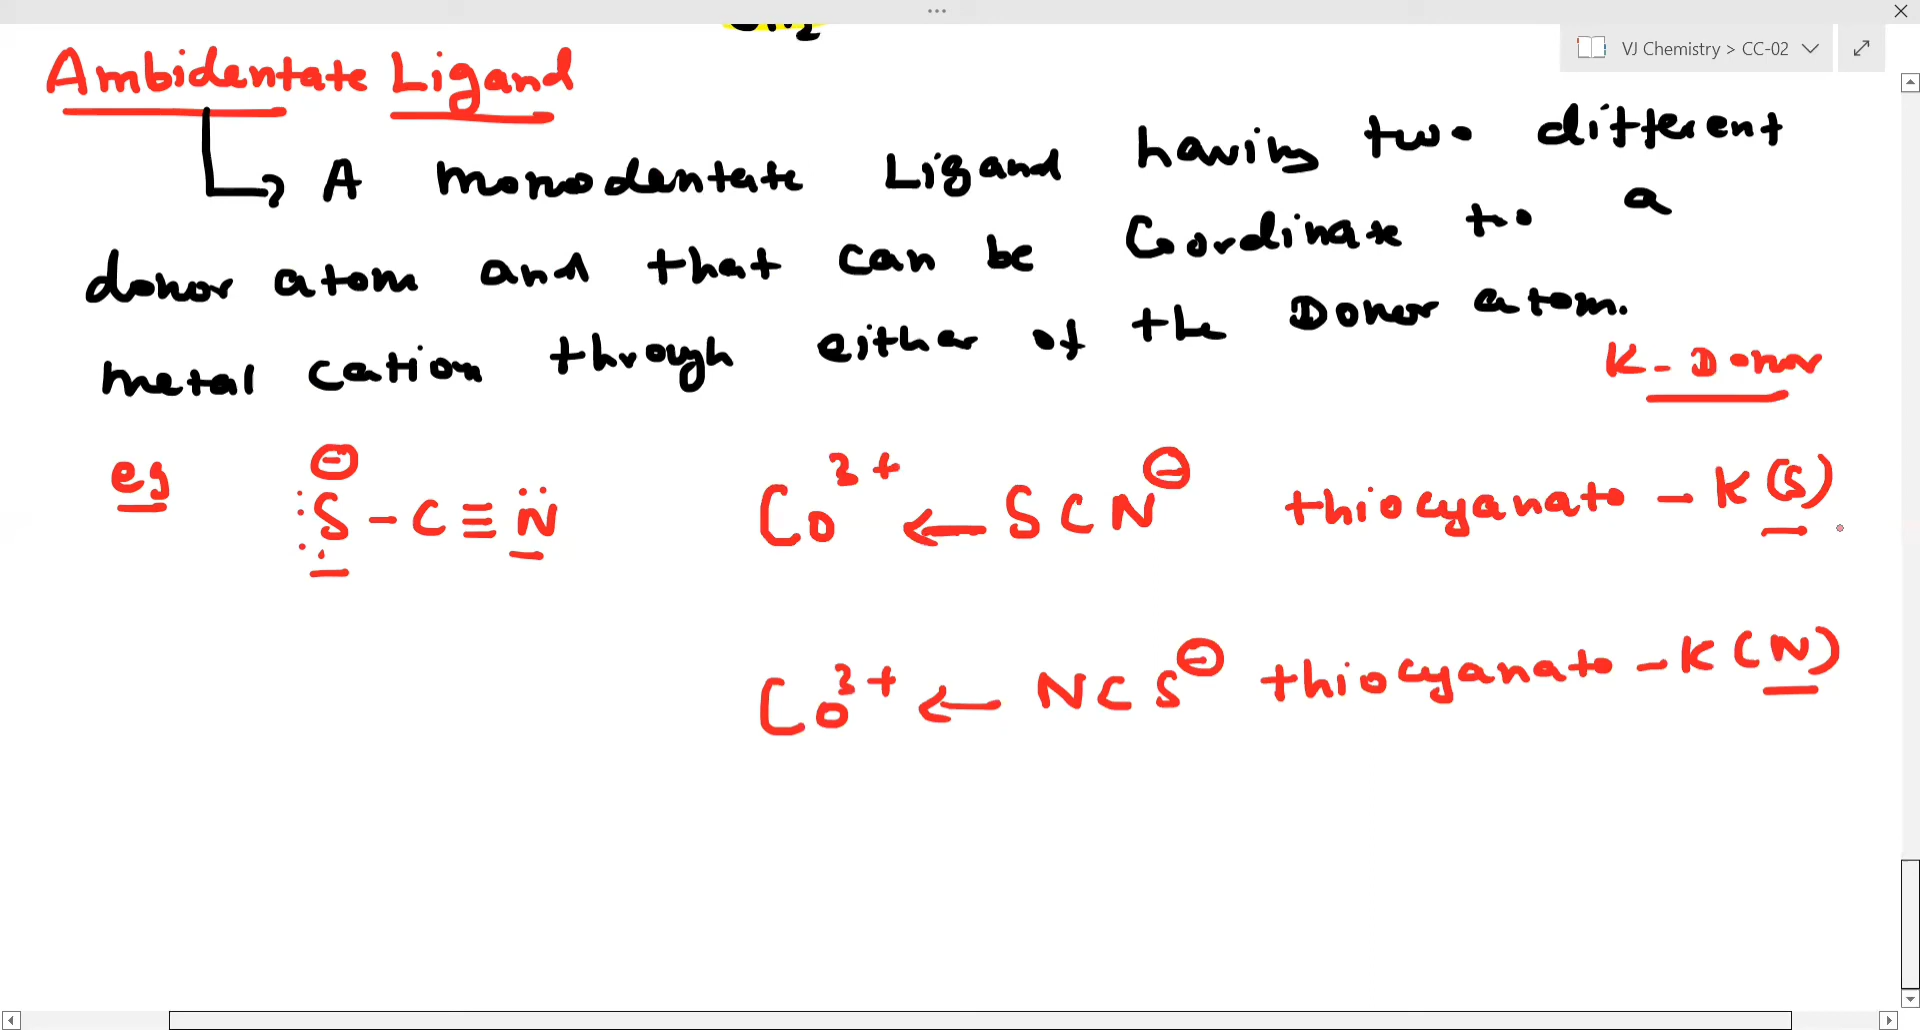 VJ Chemistry > CC-02
Ambidentate Ligand
A monodentate Ligand having two different
donor atom and that can be Coordinate to a
metal cation through either of the Donor atom.
K - Donor
eg :S̈⊖ - C ≡ N̈ Co³⁺ ← SCN⊖ thiocyanato - K(S)
Co³⁺ ← NCS⊖ thiocyanato - K(N)